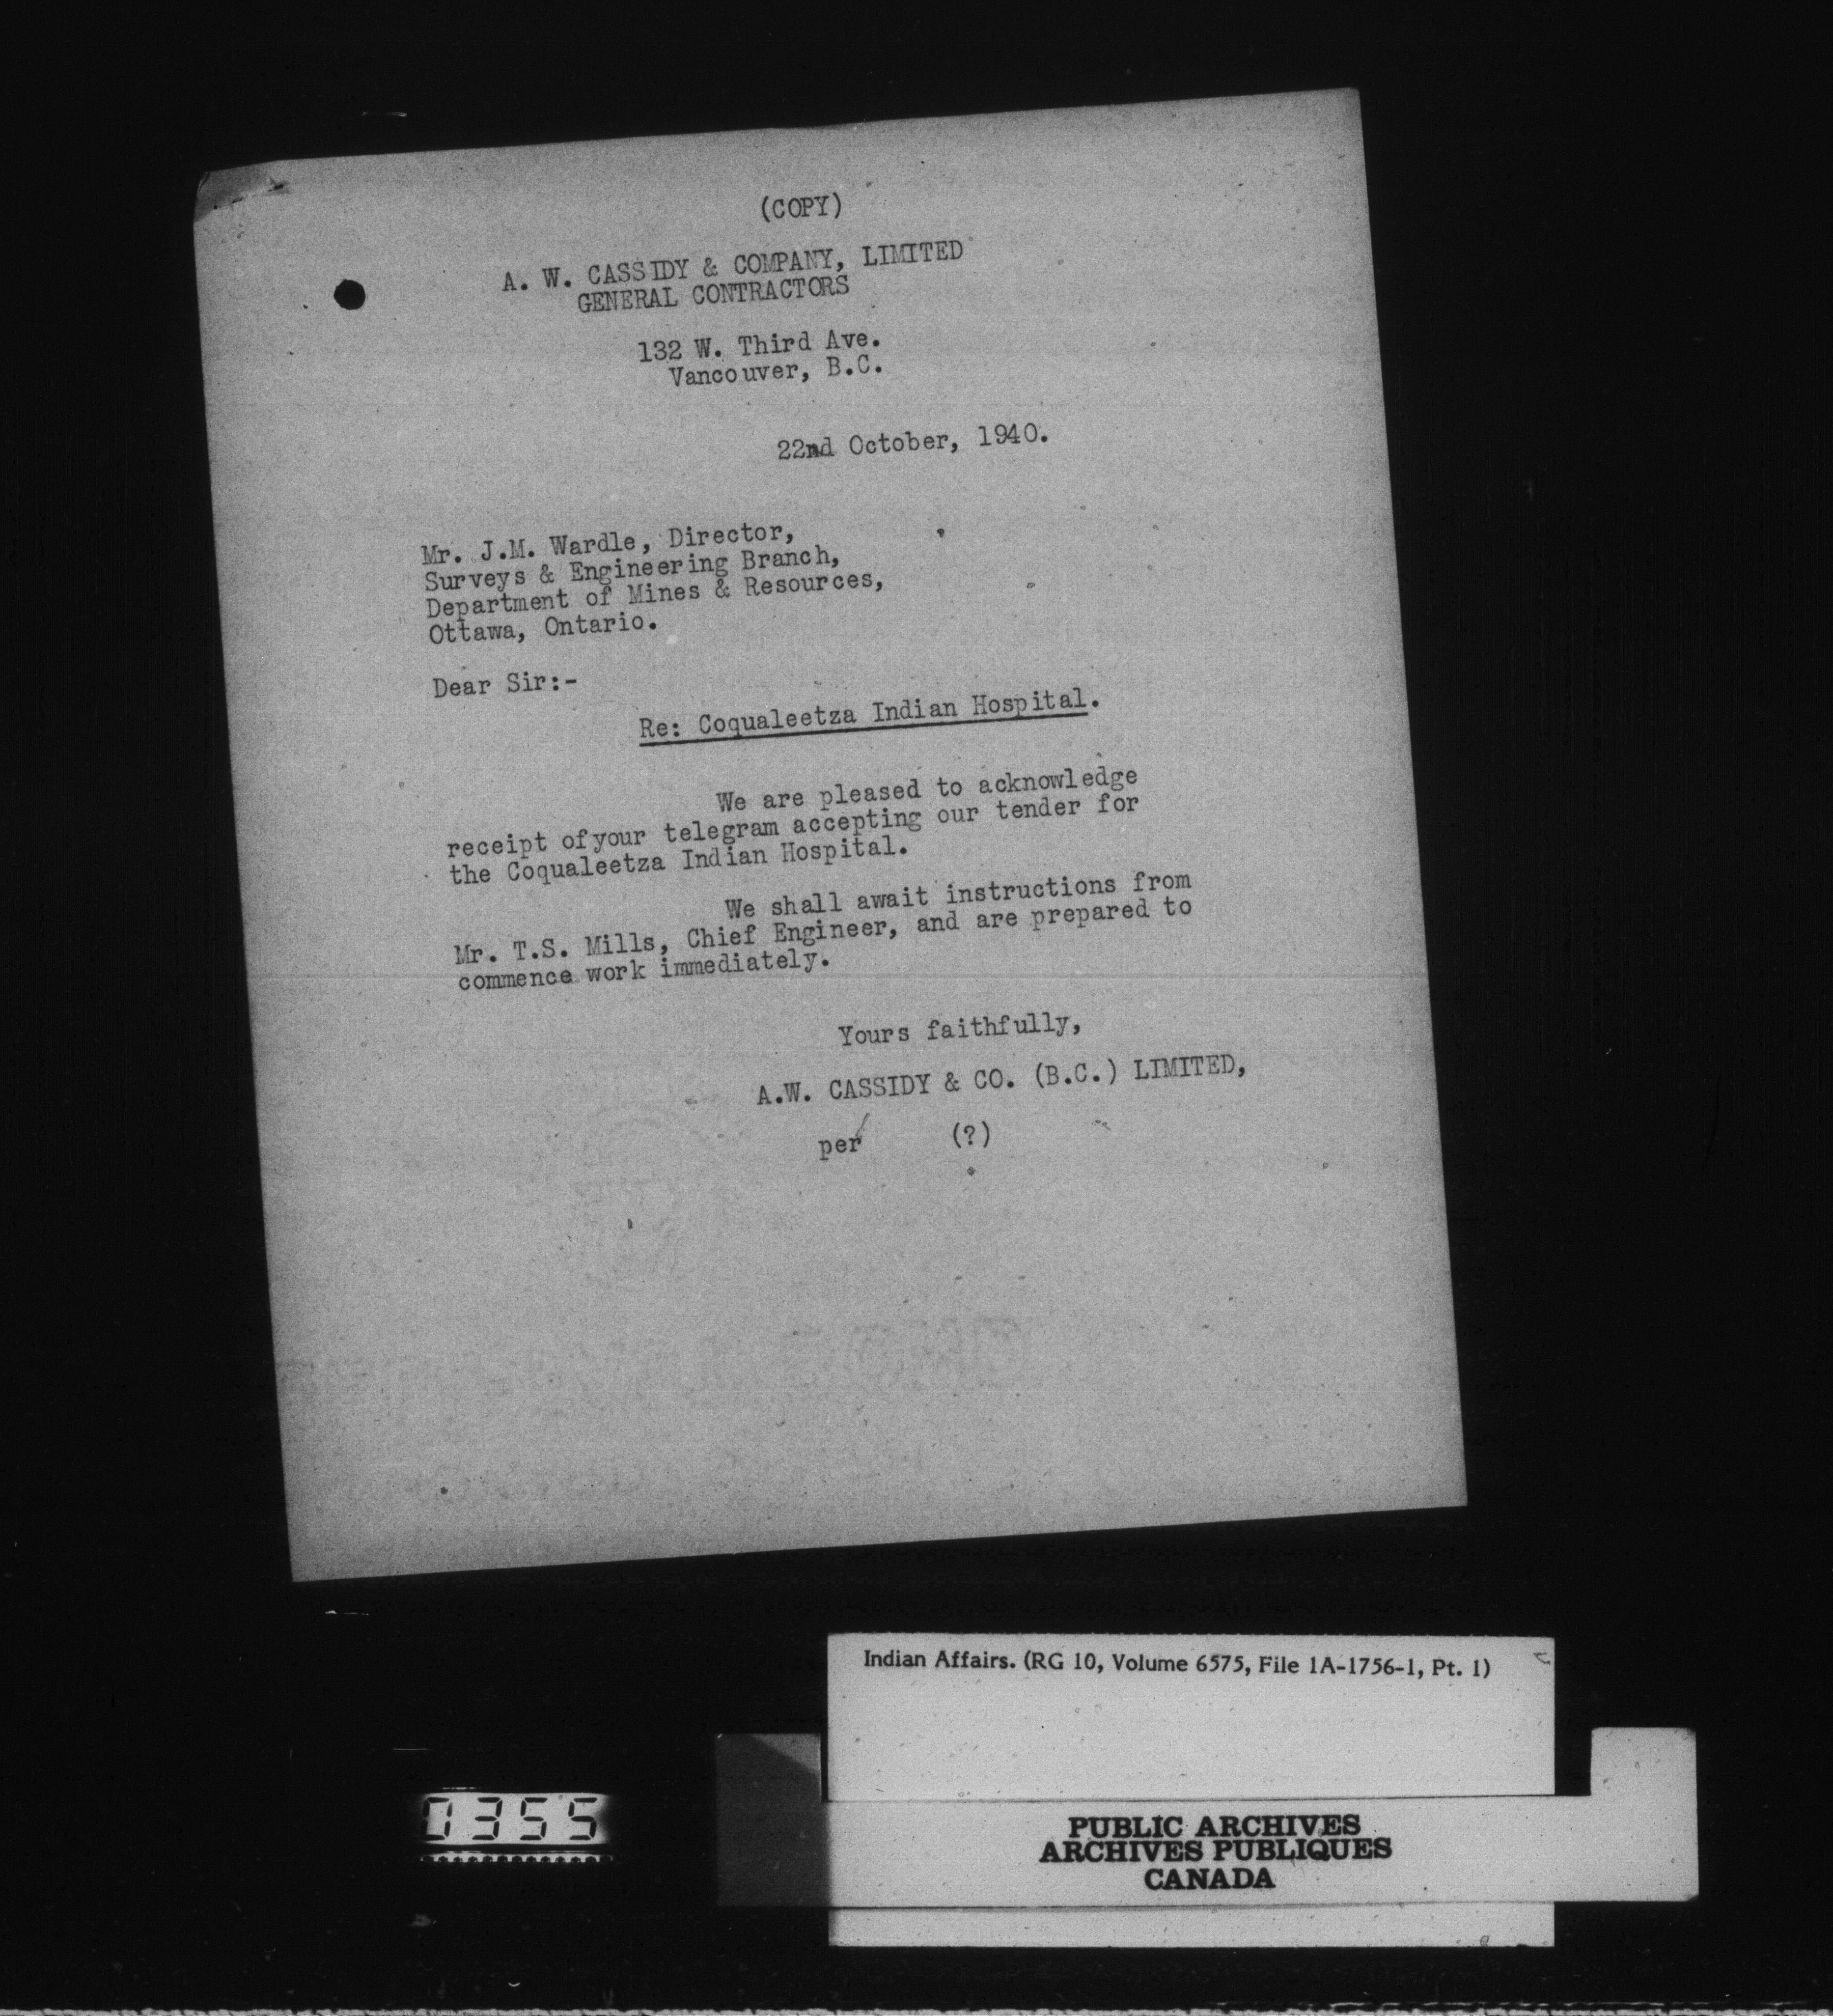 (COPY)
A. W. CASSIDY & COMPANY, LIMITED
GENERAL CONTRACTORS
132 W. Third Ave.
Vancouver, B.C.
22nd October, 1940.
Mr. J.M. Wardle, Director,
Surveys & Engineering Branch,
Department of Mines & Resources,
Ottawa, Ontario.
Dear Sir:-
Re: Coqualeetza Indian Hospital.
We are pleased to acknowledge
receipt ofyour telegram accepting our tender for
the Coqualeetza Indian Hospital.
We shall await instructions from
Mr. T.S. Mills, Chief Engineer, and are prepared to
commence work immediately.
Yours faithfully,
A.W. CASSIDY & CO. (B.C.) LIMITED,
per (?)
Indian Affairs. (RG 10, Volume 6575, File 1A-1756-1, Pt. 1)
0355
PUBLIC ARCHIVES
ARCHIVES PUBLIQUES
CANADA